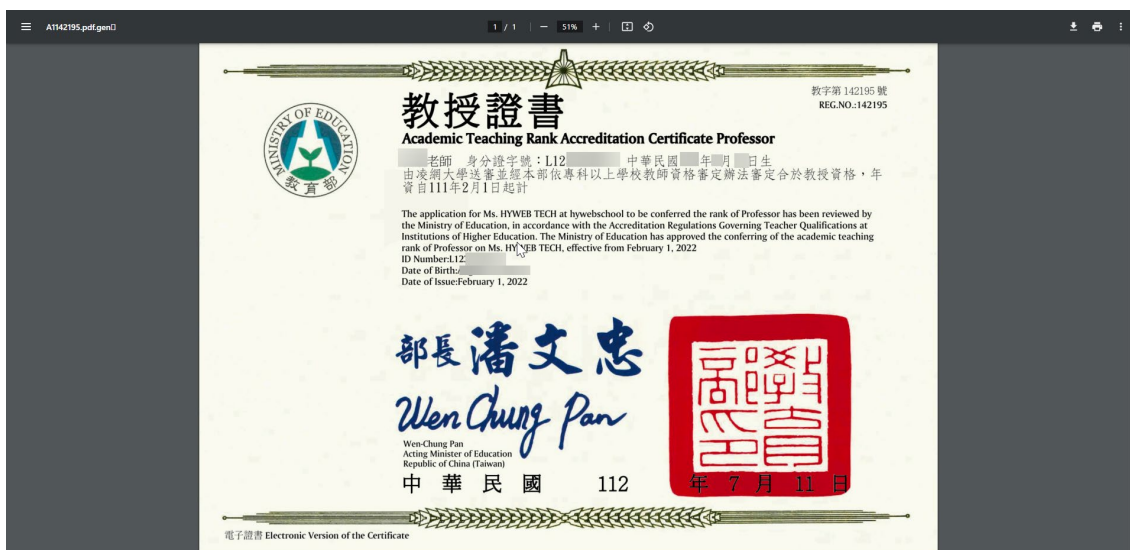 A1142195.pdf.gen
1 / 1
51%
教字第 142195 號
REG.NO.:142195
MINISTRY OF EDUCATION
教育部
教授證書
Academic Teaching Rank Accreditation Certificate Professor
老師 身分證字號:L12 中華民國 年 月 日生
由凌網大學送審並經本部依專科以上學校教師資格審定辦法審定合於教授資格,年
資自111年2月1日起計
The application for Ms. HYWEB TECH at hywebschool to be conferred the rank of Professor has been reviewed by
the Ministry of Education, in accordance with the Accreditation Regulations Governing Teacher Qualifications at
Institutions of Higher Education. The Ministry of Education has approved the conferring of the academic teaching
rank of Professor on Ms. HYWEB TECH, effective from February 1, 2022
ID Number:L12
Date of Birth:
Date of Issue:February 1, 2022
部長潘文忠
Wen Chung Pan
Wen-Chung Pan
Acting Minister of Education
Republic of China (Taiwan)
中華民國 112 年 7 月 11 日
電子證書 Electronic Version of the Certificate